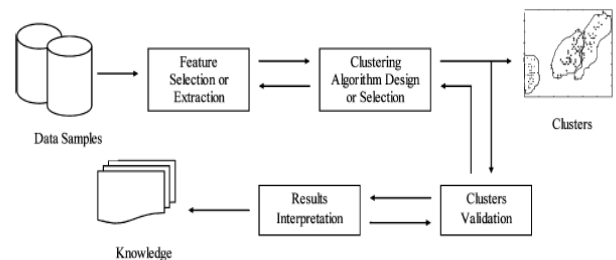 Feature
Selection or
Extraction
Clustering
Algorithm Design
or Selection
Data Samples
Clusters
Results
Interpretation
Clusters
Validation
Knowledge